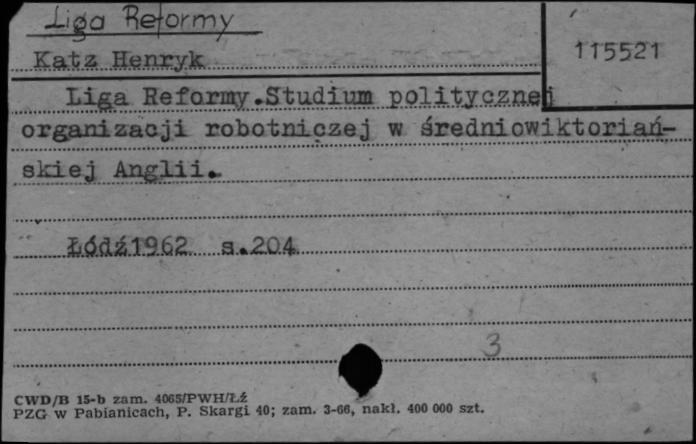 Liga Reformy
115521
Katz Henryk
Liga Reformy.Studium politycznej
organizacji robotniczej w średniowiktoriań-
skiej Anglii.
Łódź1962 s.204
3
CWD/B 15-b zam. 4065/PWH/Łź
PZG w Pabianicach, P. Skargi 40; zam. 3-66, nakł. 400 000 szt.